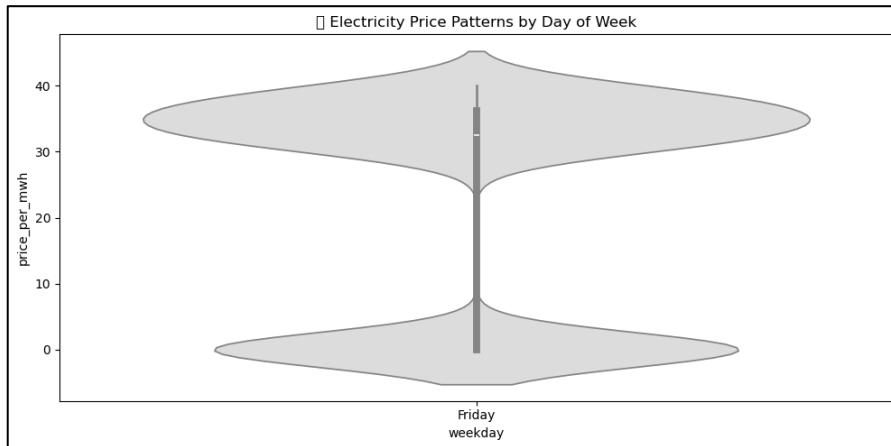 Electricity Price Patterns by Day of Week
price_per_mwh
40
30
20
10
0
Friday
weekday